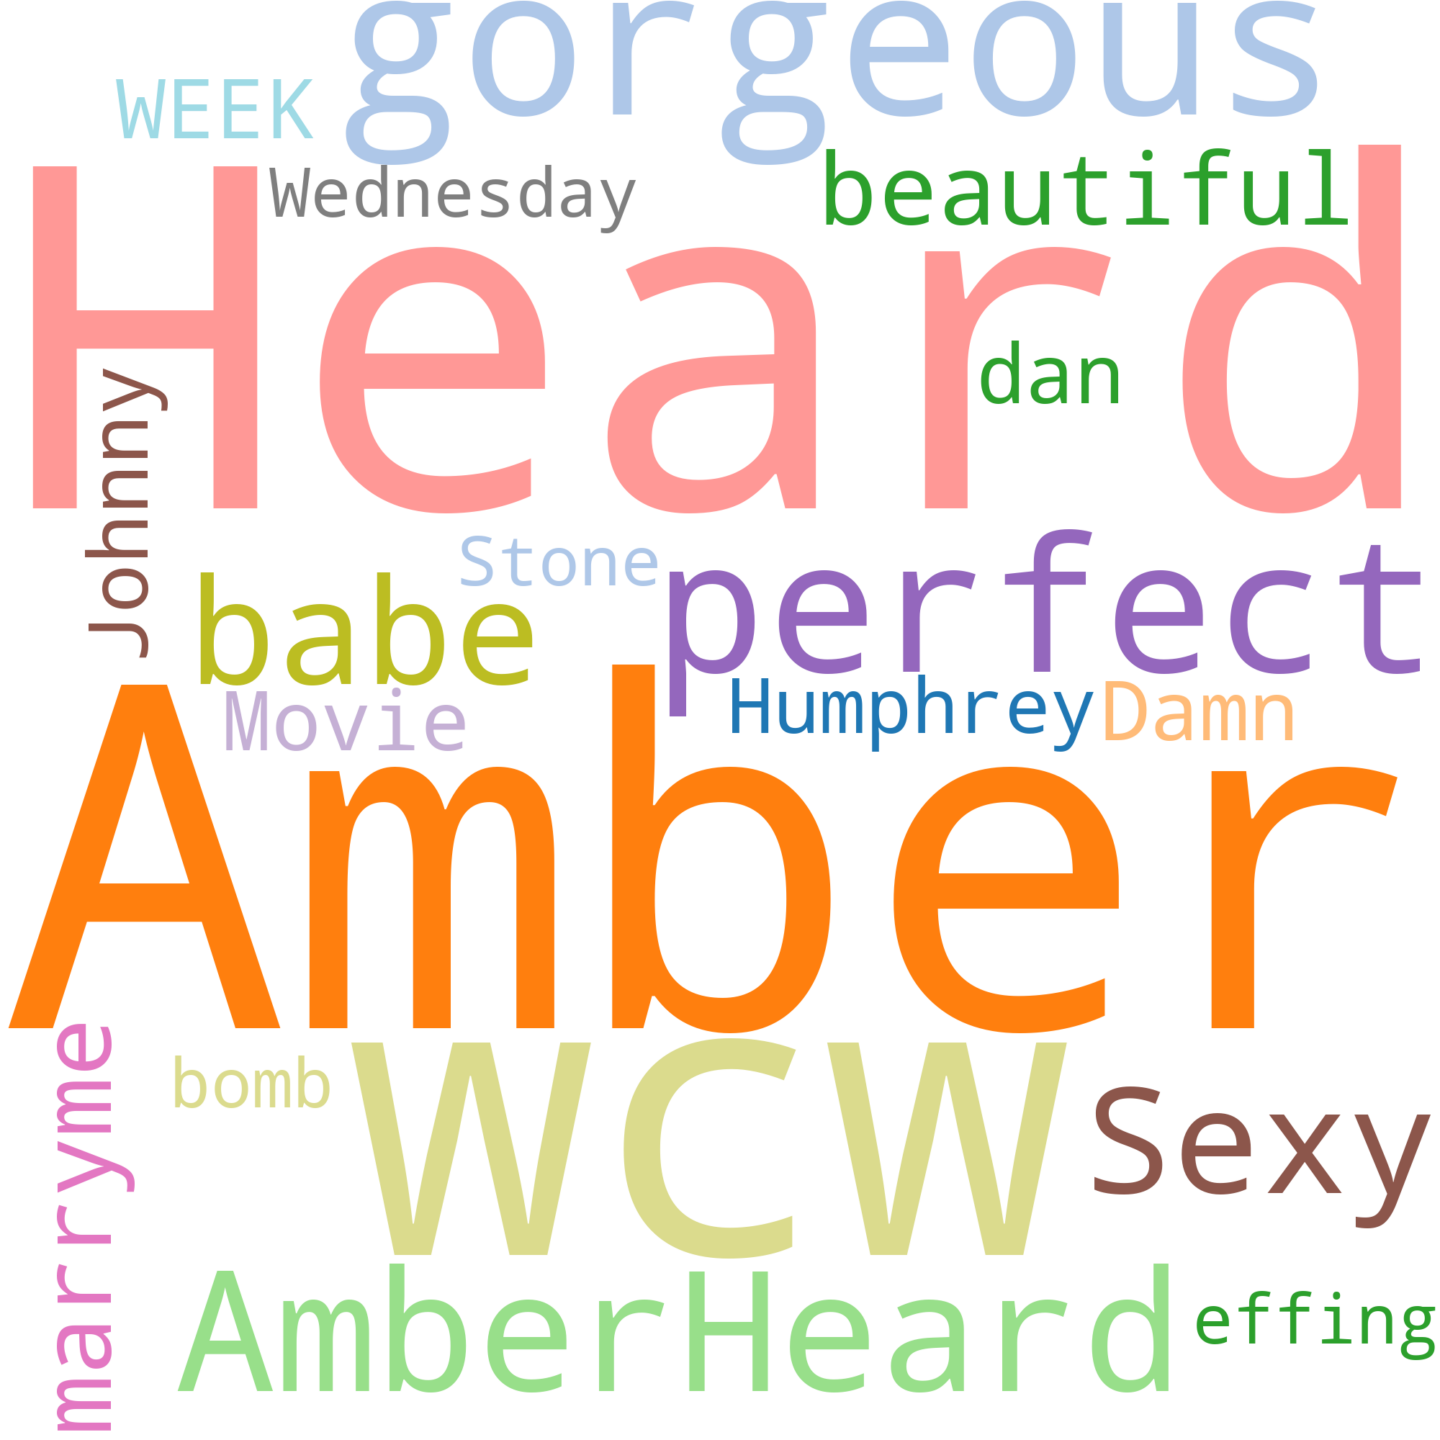 gorgeous
WEEK
Wednesday
beautiful
Heard
dan
Johnny
Stone
perfect
babe
Movie
Humphrey
Damn
Amber
marryme
bomb
WCW
Sexy
AmberHeard
effing